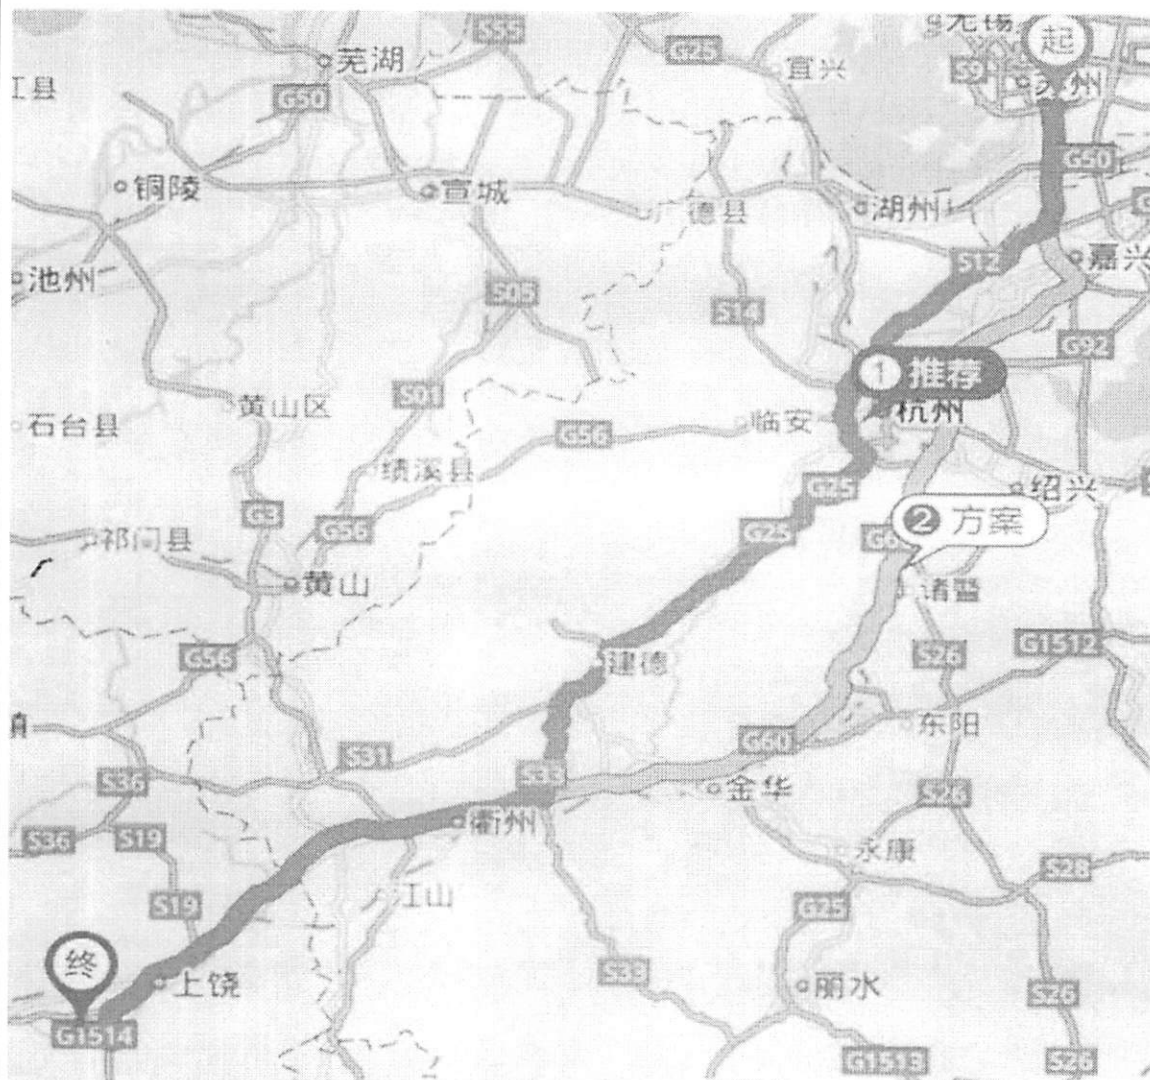 无锡
起
S55
芜湖
G25
宜兴
S9
苏州
江县
G50
G50
铜陵
宣城
广德县
湖州
S12
嘉兴
池州
S05
S14
G92
1 推荐
S01
黄山区
杭州
石台县
临安
G56
绩溪县
G25
绍兴
G3
G56
G25
2 方案
祁门县
黄山
诸暨
G56
建德
S26
G1512
镇
东阳
S31
G60
S36
S33
金华
S26
衢州
S36
S19
永康
S28
S19
江山
G25
终
上饶
S33
丽水
S26
G1514
G1513
S26